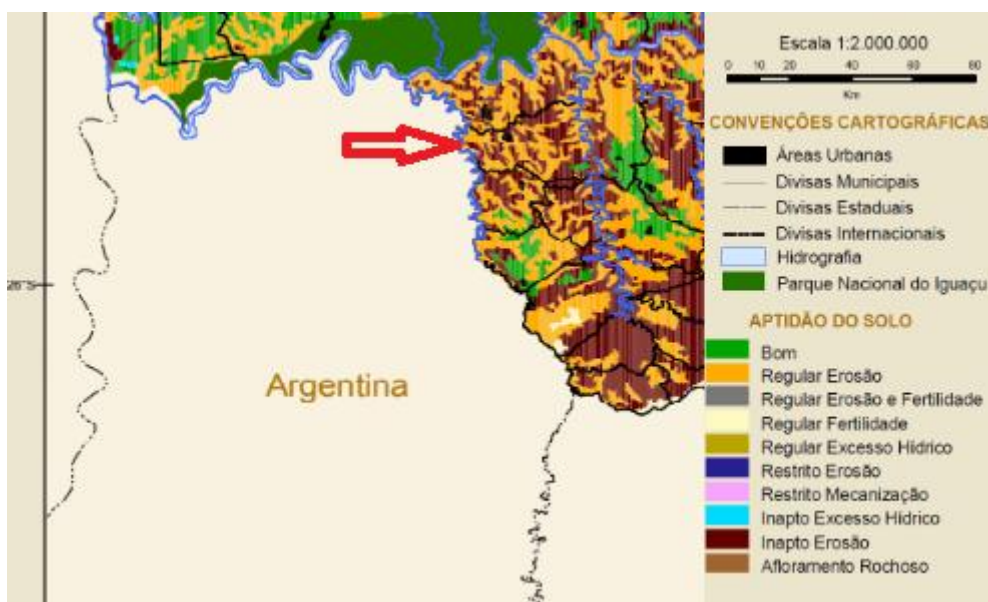 Escala 1:2.000.000
0 10 20 40 60 80
Km
CONVENÇÕES CARTOGRÁFICAS
Áreas Urbanas
Divisas Municipais
Divisas Estaduais
Divisas Internacionais
Hidrografia
Parque Nacional do Iguaçu
26°S
APTIDÃO DO SOLO
Bom
Regular Erosão
Regular Erosão e Fertilidade
Regular Fertilidade
Regular Excesso Hídrico
Restrito Erosão
Restrito Mecanização
Inapto Excesso Hídrico
Inapto Erosão
Afloramento Rochoso
Argentina